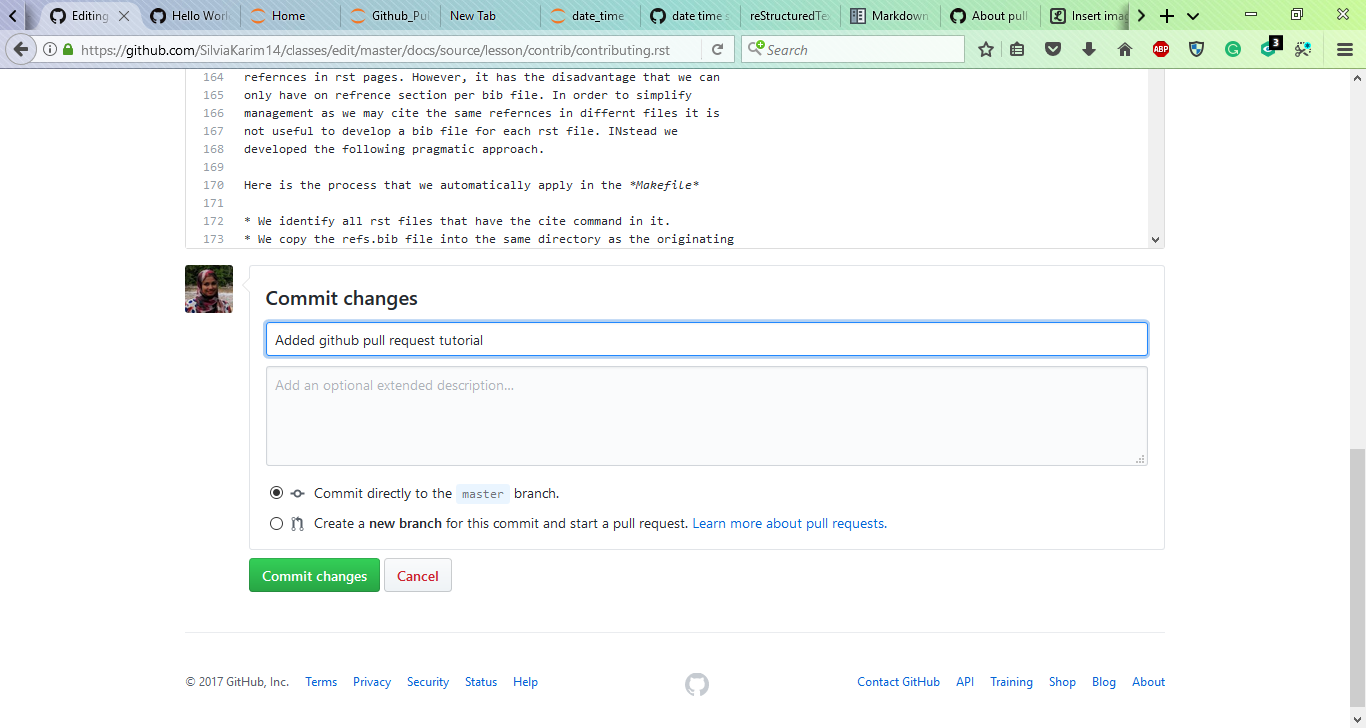 Editing
Hello Worl
Home
Github_Pul
New Tab
date_time
date time s
reStructuredTex
Markdown
About pull
Insert imag
https://github.com/SilviaKarim14/classes/edit/master/docs/source/lesson/contrib/contributing.rst
Search
ABP
3
164 refernces in rst pages. However, it has the disadvantage that we can
165 only have on refrence section per bib file. In order to simplify
166 management as we may cite the same refernces in differnt files it is
167 not useful to develop a bib file for each rst file. INstead we
168 developed the following pragmatic approach.
169
170 Here is the process that we automatically apply in the *Makefile*
171
172 * We identify all rst files that have the cite command in it.
173 * We copy the refs.bib file into the same directory as the originating
Commit changes
Added github pull request tutorial
Add an optional extended description...
Commit directly to the master branch.
Create a new branch for this commit and start a pull request. Learn more about pull requests.
Commit changes
Cancel
© 2017 GitHub, Inc. Terms Privacy Security Status Help
Contact GitHub API Training Shop Blog About